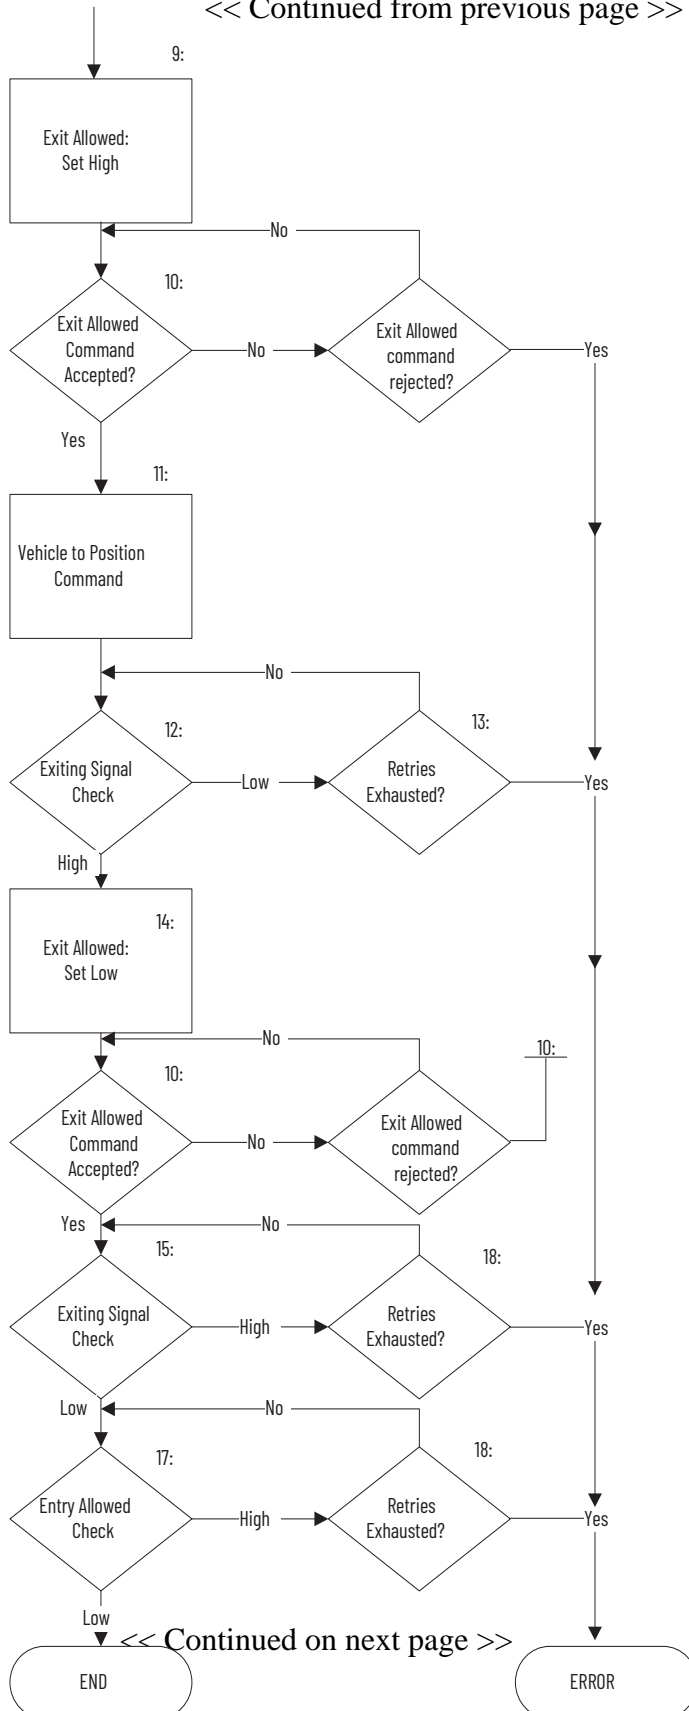 << Continued from previous page >>
9:
Exit Allowed:
Set High
No
10:
Exit Allowed
Command
Accepted?
No
Exit Allowed
command
rejected?
Yes
Yes
11:
Vehicle to Position
Command
No
12:
13:
Exiting Signal
Check
Low
Retries
Exhausted?
Yes
High
14:
Exit Allowed:
Set Low
No
10:
10:
Exit Allowed
Command
Accepted?
No
Exit Allowed
command
rejected?
Yes
No
15:
18:
Exiting Signal
Check
High
Retries
Exhausted?
Yes
Low
No
17:
18:
Entry Allowed
Check
High
Retries
Exhausted?
Yes
Low
<< Continued on next page >>
END
ERROR